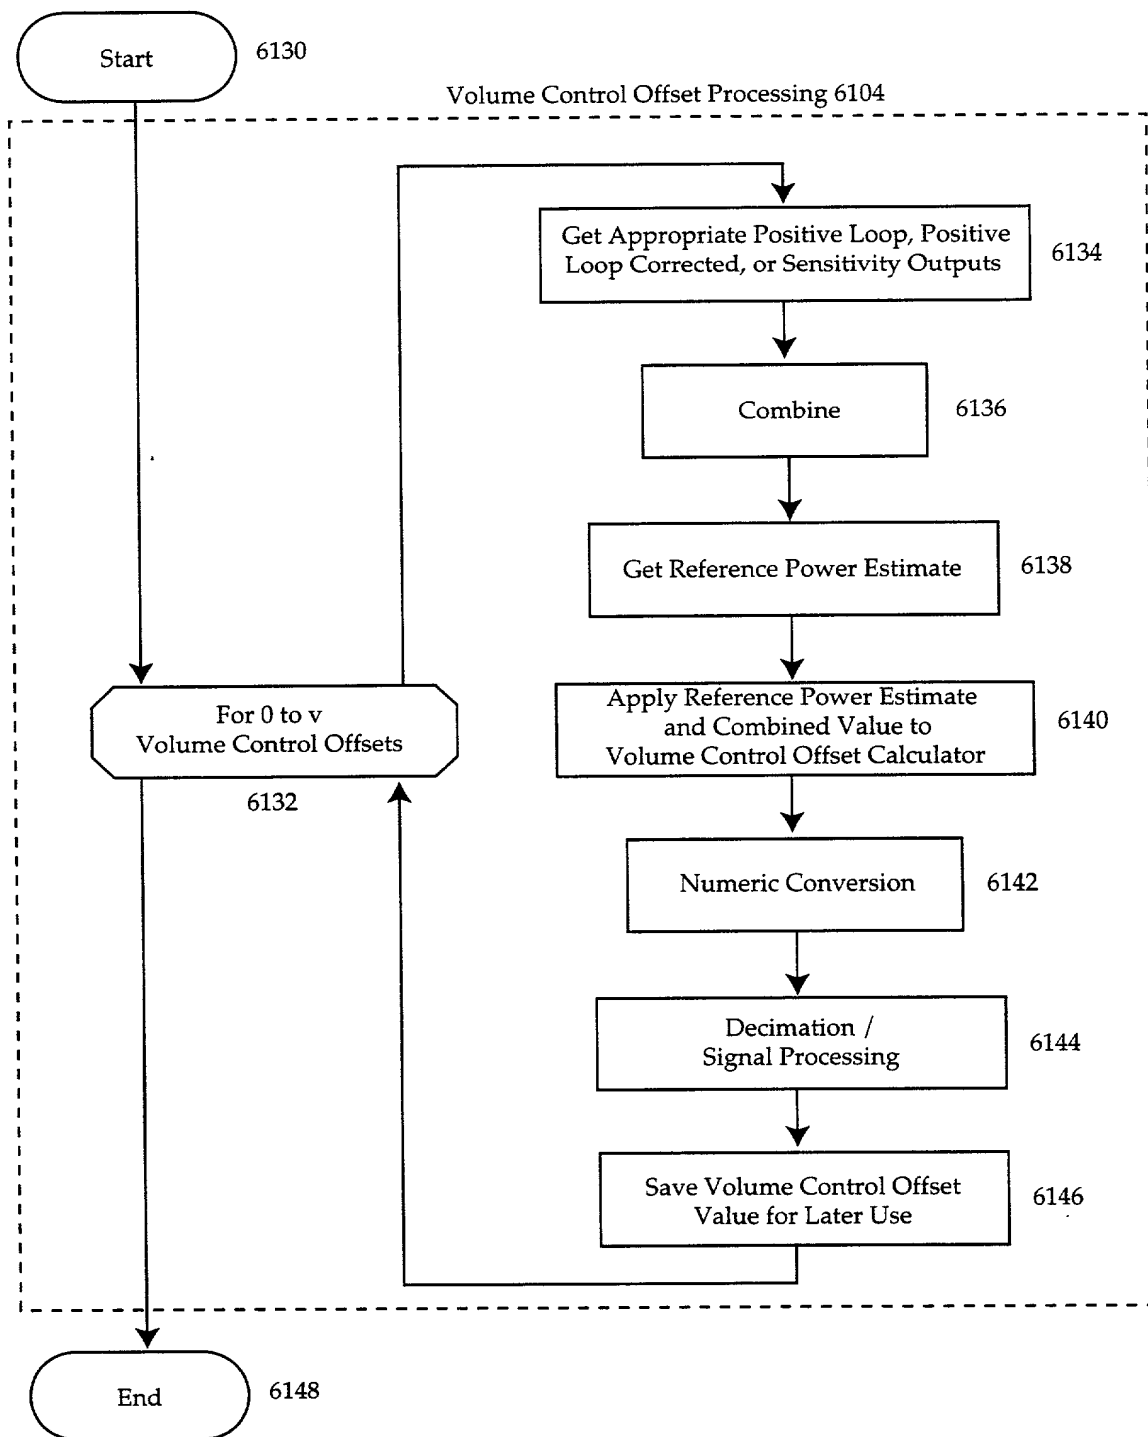 Start
6130
Volume Control Offset Processing 6104
Get Appropriate Positive Loop, Positive
Loop Corrected, or Sensitivity Outputs
6134
Combine
6136
Get Reference Power Estimate
6138
For 0 to v
Volume Control Offsets
6132
Apply Reference Power Estimate
and Combined Value to
Volume Control Offset Calculator
6140
Numeric Conversion
6142
Decimation /
Signal Processing
6144
Save Volume Control Offset
Value for Later Use
6146
End
6148